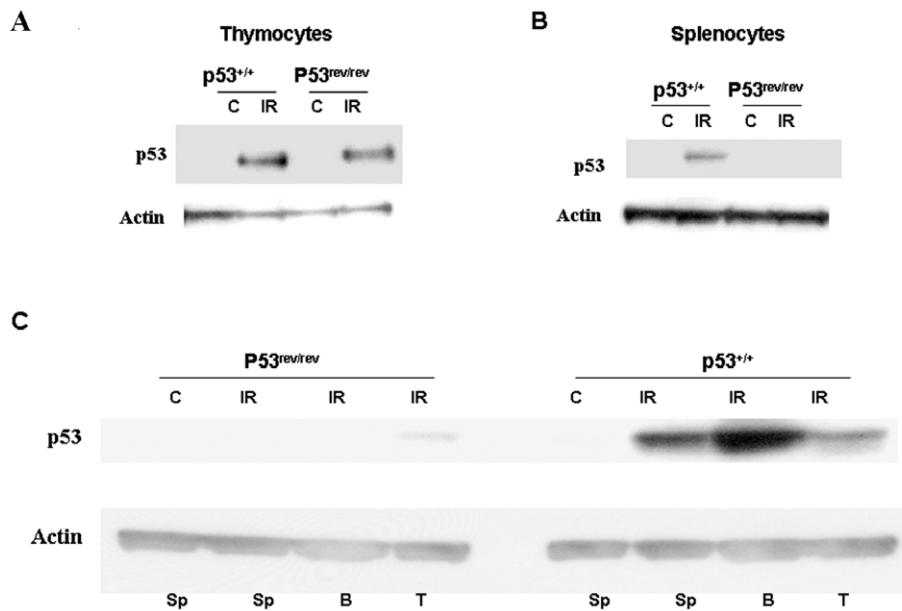 A
Thymocytes
p53+/+ P53rev/rev
C IR C IR
p53
Actin
B
Splenocytes
p53+/+ P53rev/rev
C IR C IR
p53
Actin
C
P53rev/rev p53+/+
C IR IR IR C IR IR IR
p53
Actin
Sp Sp B T Sp Sp B T